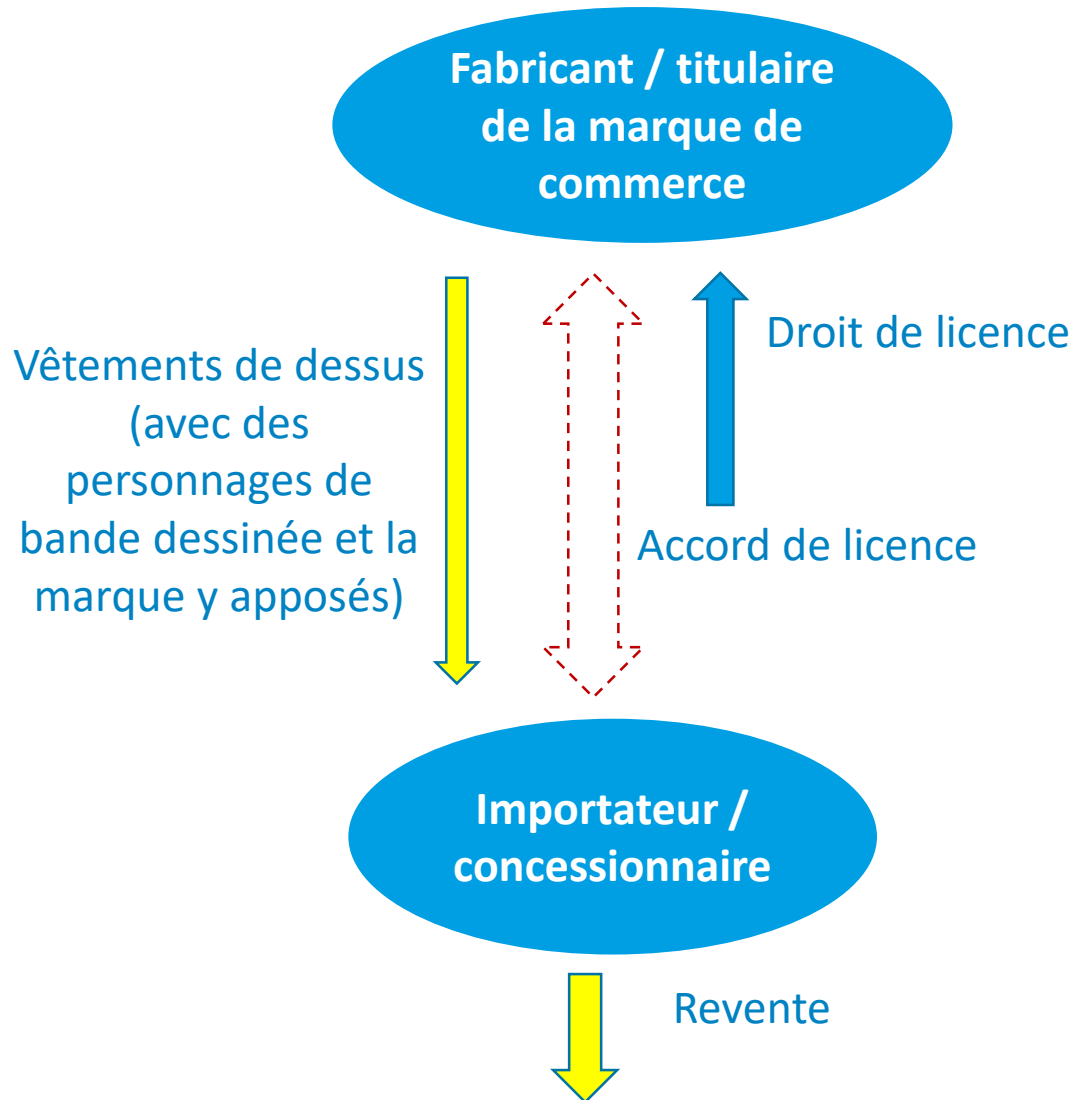 Fabricant / titulaire
de la marque de
commerce
Droit de licence
Vêtements de dessus
(avec des
personnages de
bande dessinée et la
marque y apposés)
Accord de licence
Importateur /
concessionnaire
Revente